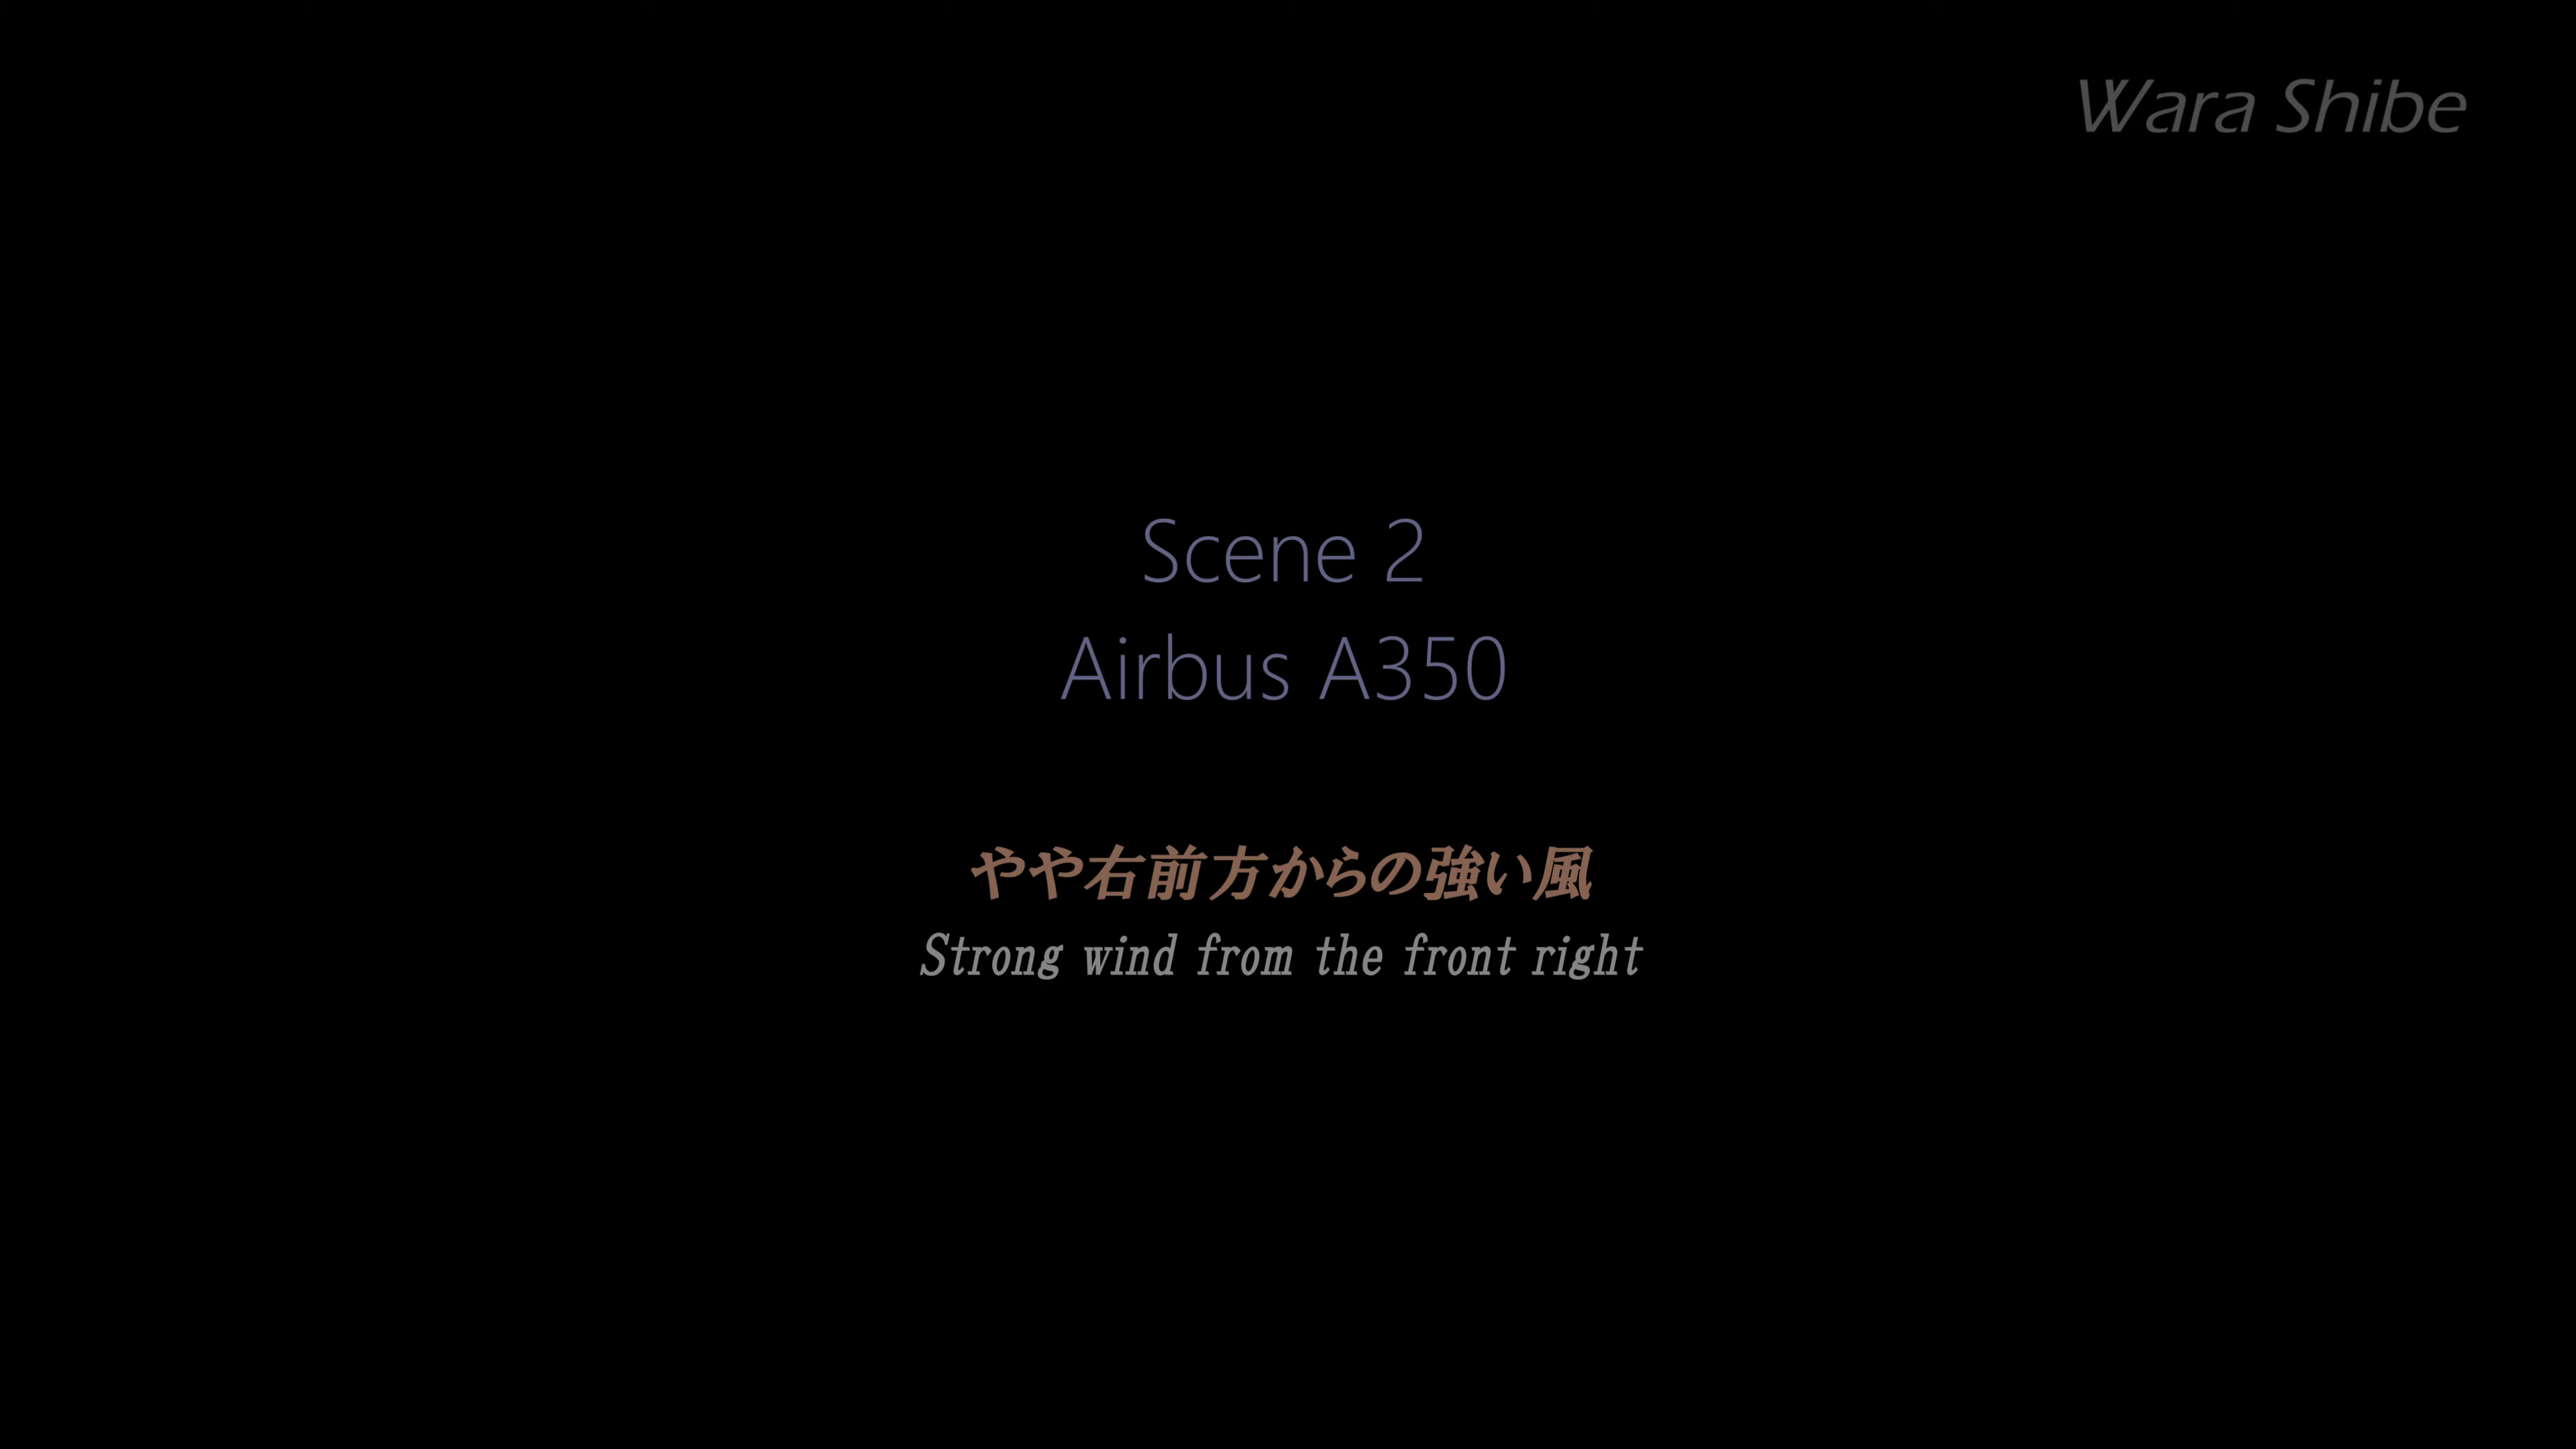 Wara Shibe
Scene 2
Airbus A350
やや右前方からの強い風
Strong wind from the front right